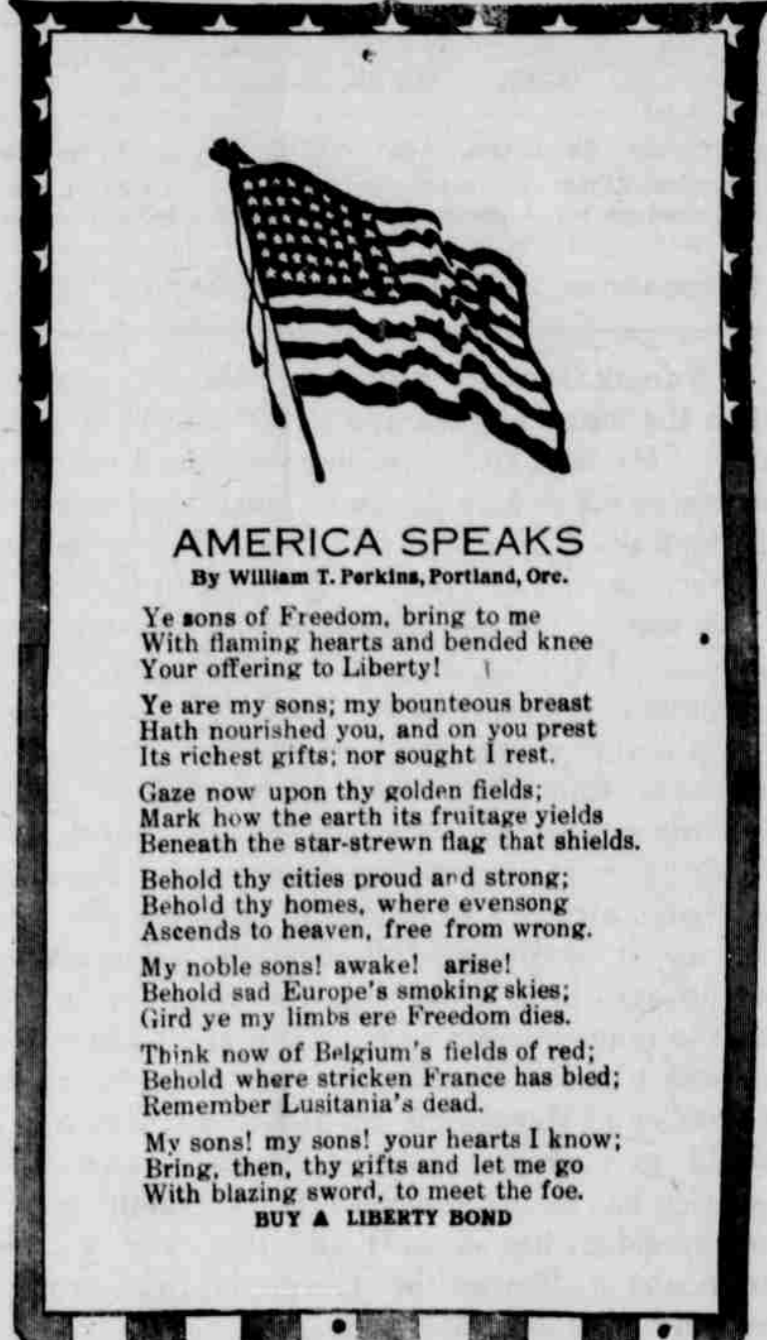 AMERICA SPEAKS
By William T. Perkins, Portland, Ore.
Ye sons of Freedom, bring to me
With flaming hearts and bended knee
Your offering to Liberty!
Ye are my sons; my bounteous breast
Hath nourished you, and on you prest
Its richest gifts; nor sought I rest.
Gaze now upon thy golden fields;
Mark how the earth its fruitage yields
Beneath the star-strewn flag that shields.
Behold thy cities proud and strong;
Behold thy homes, where evensong
Ascends to heaven, free from wrong.
My noble sons! awake! arise!
Behold sad Europe's smoking skies;
Gird ye my limbs ere Freedom dies.
Think now of Belgium's fields of red;
Behold where stricken France has bled;
Remember Lusitania's dead.
My sons! my sons! your hearts I know;
Bring, then, thy gifts and let me go
With blazing sword, to meet the foe.
BUY A LIBERTY BOND